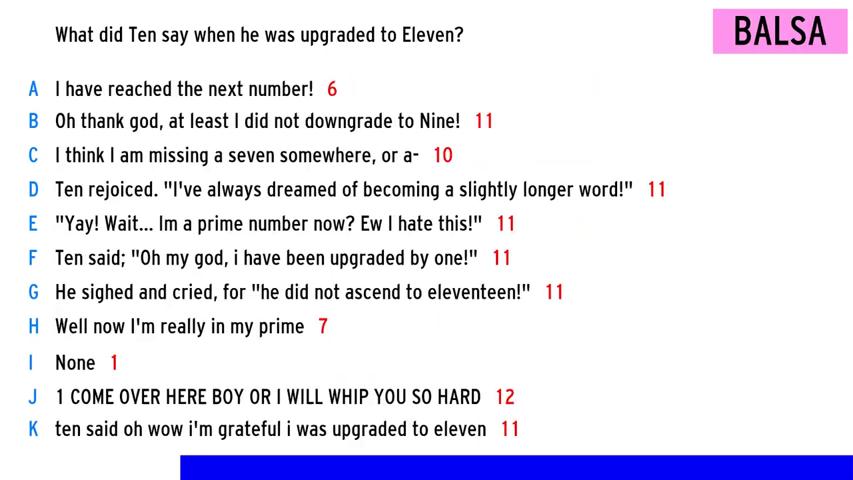 What did Ten say when he was upgraded to Eleven?
BALSA
A I have reached the next number! 6
B Oh thank god, at least I did not downgrade to Nine! 11
C I think I am missing a seven somewhere, or a- 10
D Ten rejoiced. "I've always dreamed of becoming a slightly longer word!" 11
E "Yay! Wait... Im a prime number now? Ew I hate this!" 11
F Ten said; "Oh my god, i have been upgraded by one!" 11
G He sighed and cried, for "he did not ascend to eleventeen!" 11
H Well now I'm really in my prime 7
I None 1
J 1 COME OVER HERE BOY OR I WILL WHIP YOU SO HARD 12
K ten said oh wow i'm grateful i was upgraded to eleven 11